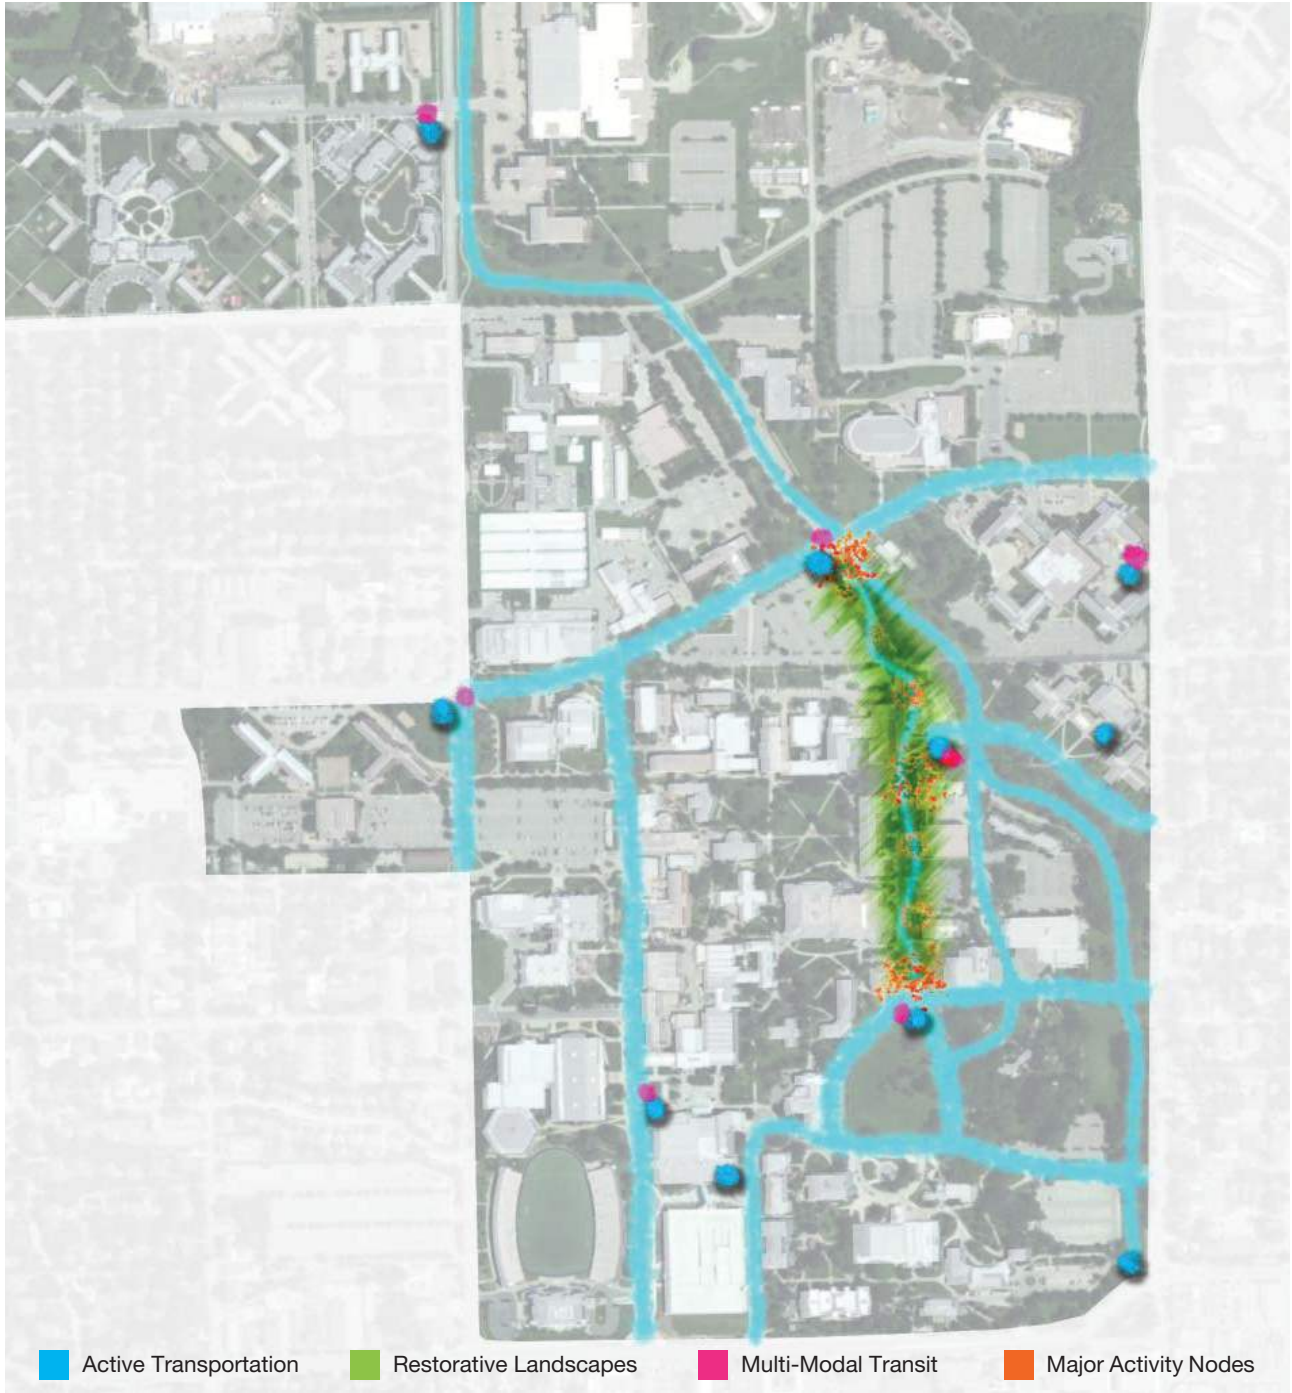 Active Transportation
Restorative Landscapes
Multi-Modal Transit
Major Activity Nodes